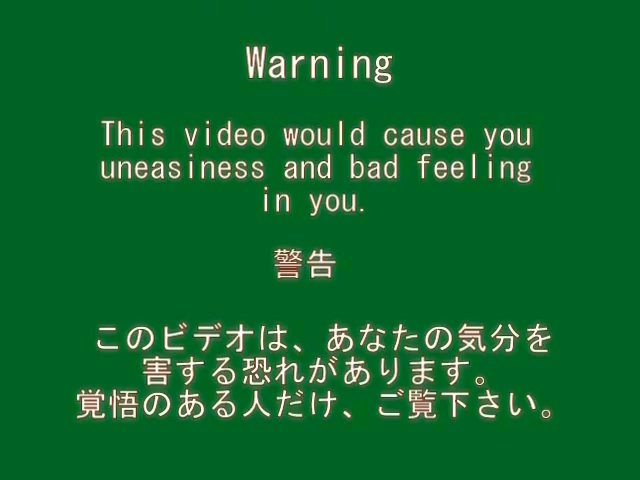 Warning
This video would cause you
uneasiness and bad feeling
in you.
警告
このビデオは、あなたの気分を
害する恐れがあります。
覚悟のある人だけ、ご覧下さい。